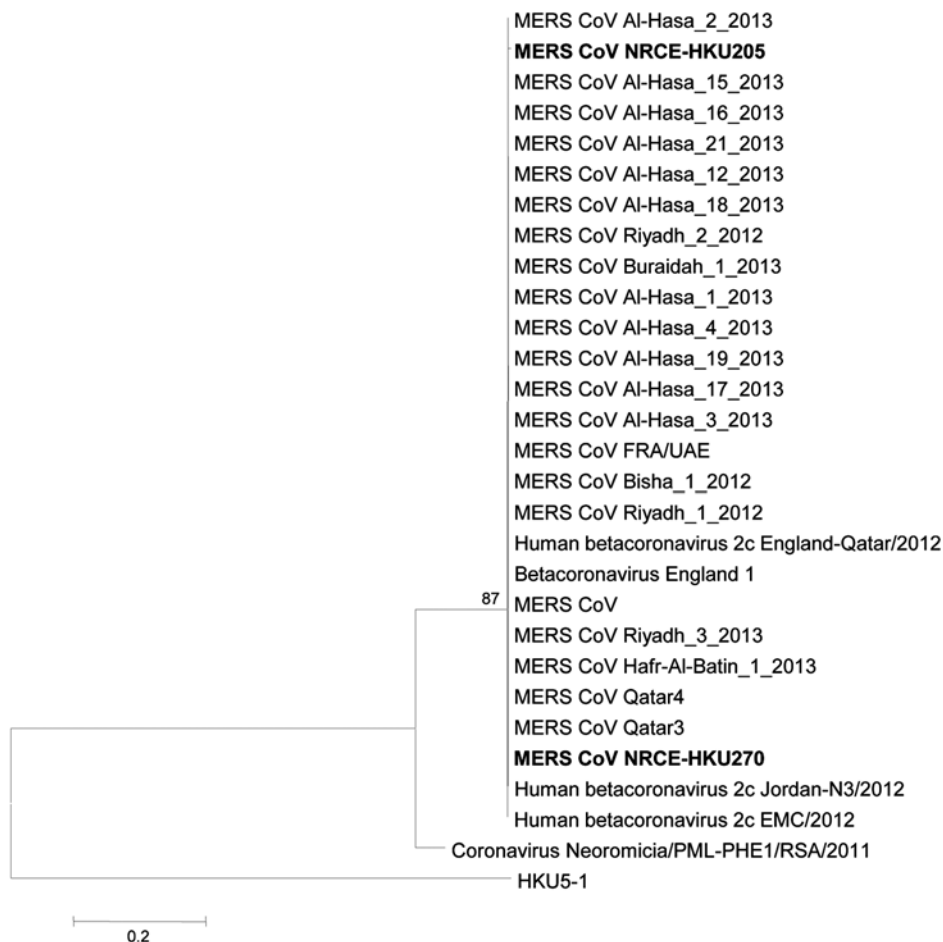 MERS CoV Al-Hasa_2_2013
MERS CoV NRCE-HKU205
MERS CoV Al-Hasa_15_2013
MERS CoV Al-Hasa_16_2013
MERS CoV Al-Hasa_21_2013
MERS CoV Al-Hasa_12_2013
MERS CoV Al-Hasa_18_2013
MERS CoV Riyadh_2_2012
MERS CoV Buraidah_1_2013
MERS CoV Al-Hasa_1_2013
MERS CoV Al-Hasa_4_2013
MERS CoV Al-Hasa_19_2013
MERS CoV Al-Hasa_17_2013
MERS CoV Al-Hasa_3_2013
MERS CoV FRA/UAE
MERS CoV Bisha_1_2012
MERS CoV Riyadh_1_2012
Human betacoronavirus 2c England-Qatar/2012
Betacoronavirus England 1
87
MERS CoV
MERS CoV Riyadh_3_2013
MERS CoV Hafr-Al-Batin_1_2013
MERS CoV Qatar4
MERS CoV Qatar3
MERS CoV NRCE-HKU270
Human betacoronavirus 2c Jordan-N3/2012
Human betacoronavirus 2c EMC/2012
Coronavirus Neoromicia/PML-PHE1/RSA/2011
HKU5-1
0.2